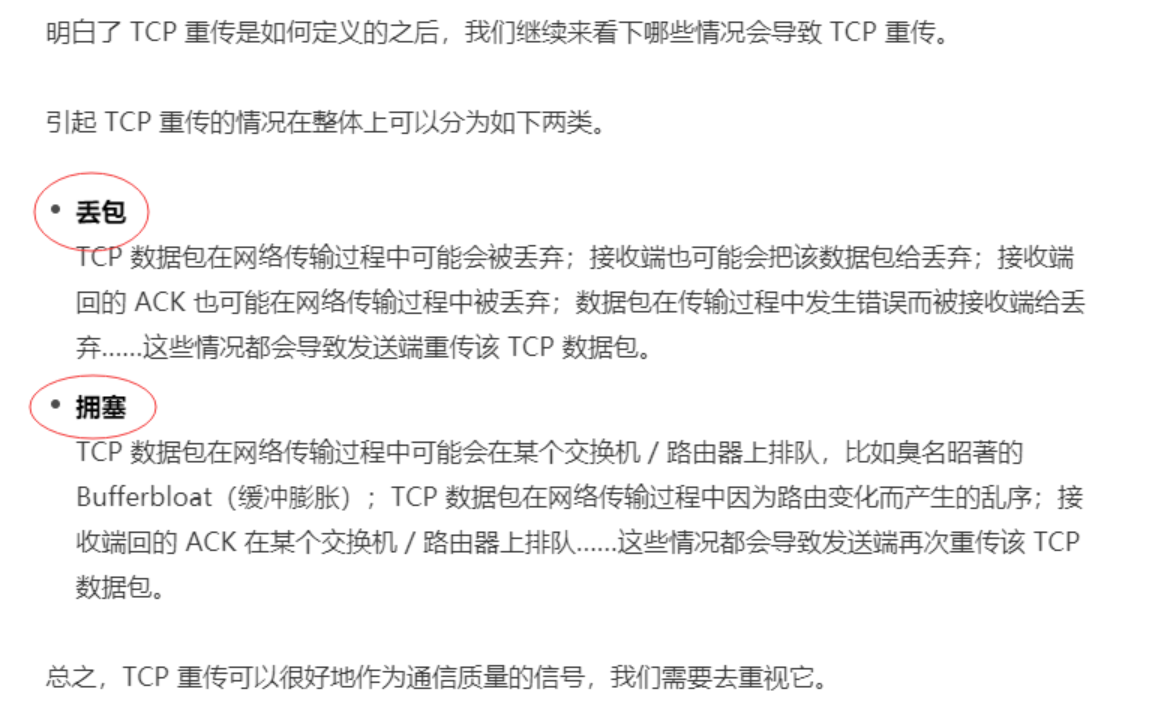 明白了 TCP 重传是如何定义的之后，我们继续来看下哪些情况会导致 TCP 重传。
引起 TCP 重传的情况在整体上可以分为如下两类。
• 丢包
TCP 数据包在网络传输过程中可能会被丢弃；接收端也可能会把该数据包给丢弃；接收端
回的 ACK 也可能在网络传输过程中被丢弃；数据包在传输过程中发生错误而被接收端给丢
弃……这些情况都会导致发送端重传该 TCP 数据包。
• 拥塞
TCP 数据包在网络传输过程中可能会在某个交换机 / 路由器上排队，比如臭名昭著的
Bufferbloat（缓冲膨胀）；TCP 数据包在网络传输过程中因为路由变化而产生的乱序；接
收端回的 ACK 在某个交换机 / 路由器上排队……这些情况都会导致发送端再次重传该 TCP
数据包。
总之，TCP 重传可以很好地作为通信质量的信号，我们需要去重视它。